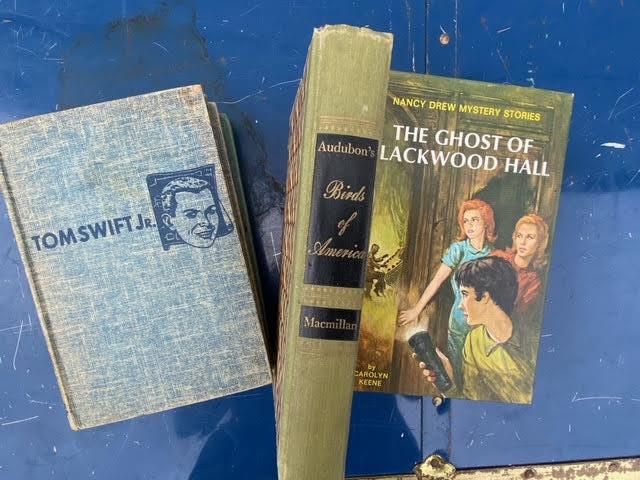 TOM SWIFT Jr.
Audubon's
Birds
of
America
Macmillan
NANCY DREW MYSTERY STORIES
THE GHOST OF
LACKWOOD HALL
by
CAROLYN
KEENE